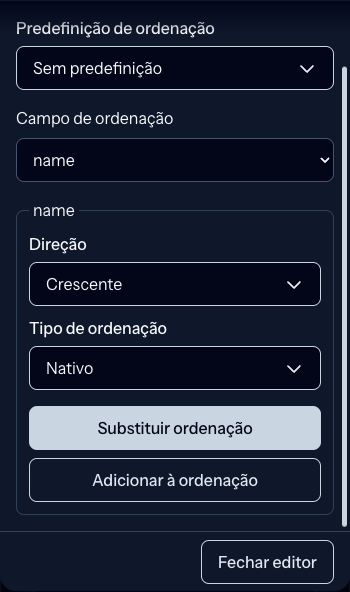 Predefinição de ordenação
Sem predefinição
Campo de ordenação
name
name
Direção
Crescente
Tipo de ordenação
Nativo
Substituir ordenação
Adicionar à ordenação
Fechar editor